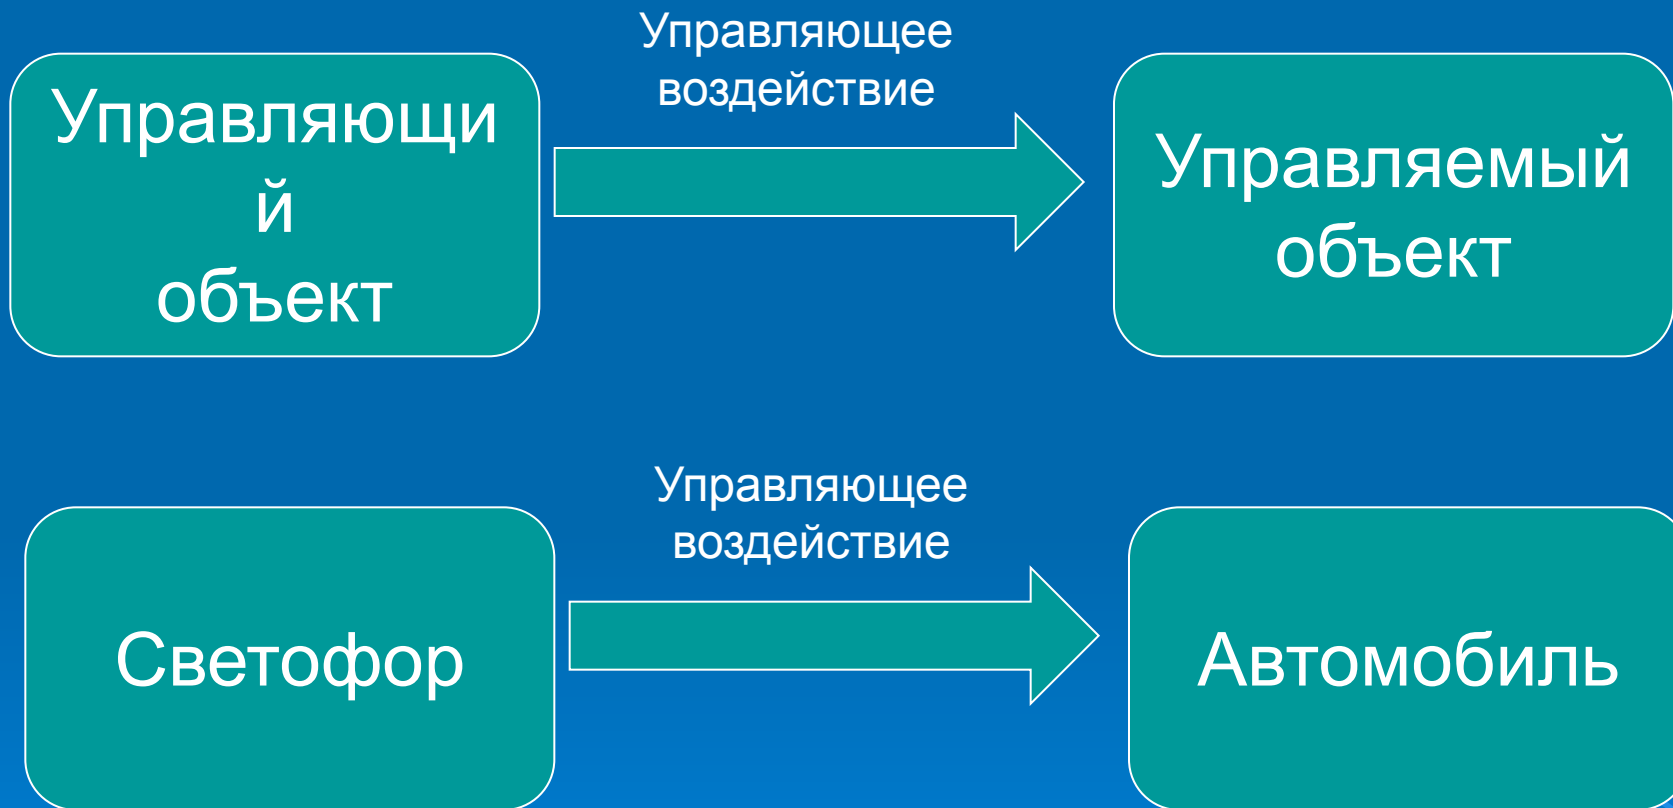 Управляющее
воздействие
Управляющи
й
объект
Управляемый
объект
Управляющее
воздействие
Светофор
Автомобиль